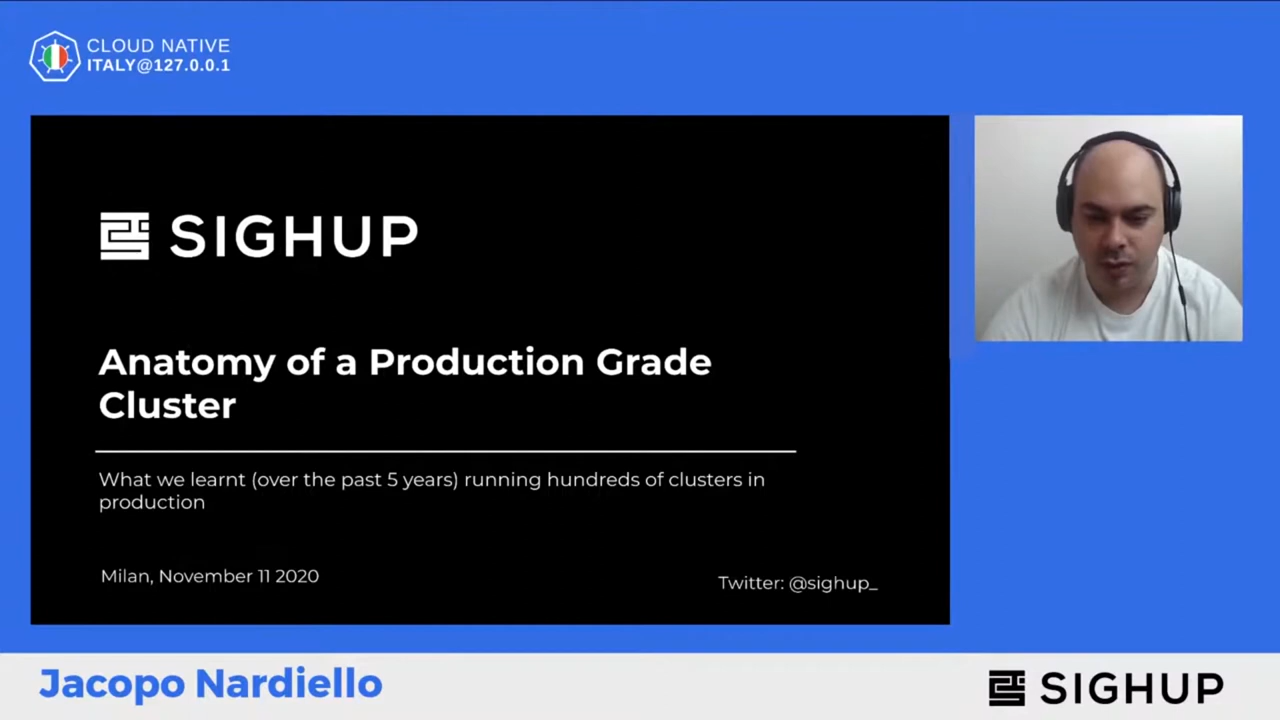 CLOUD NATIVE
ITALY@127.0.0.1
SIGHUP
Anatomy of a Production Grade
Cluster
What we learnt (over the past 5 years) running hundreds of clusters in
production
Milan, November 11 2020
Twitter: @sighup_
Jacopo Nardiello
SIGHUP